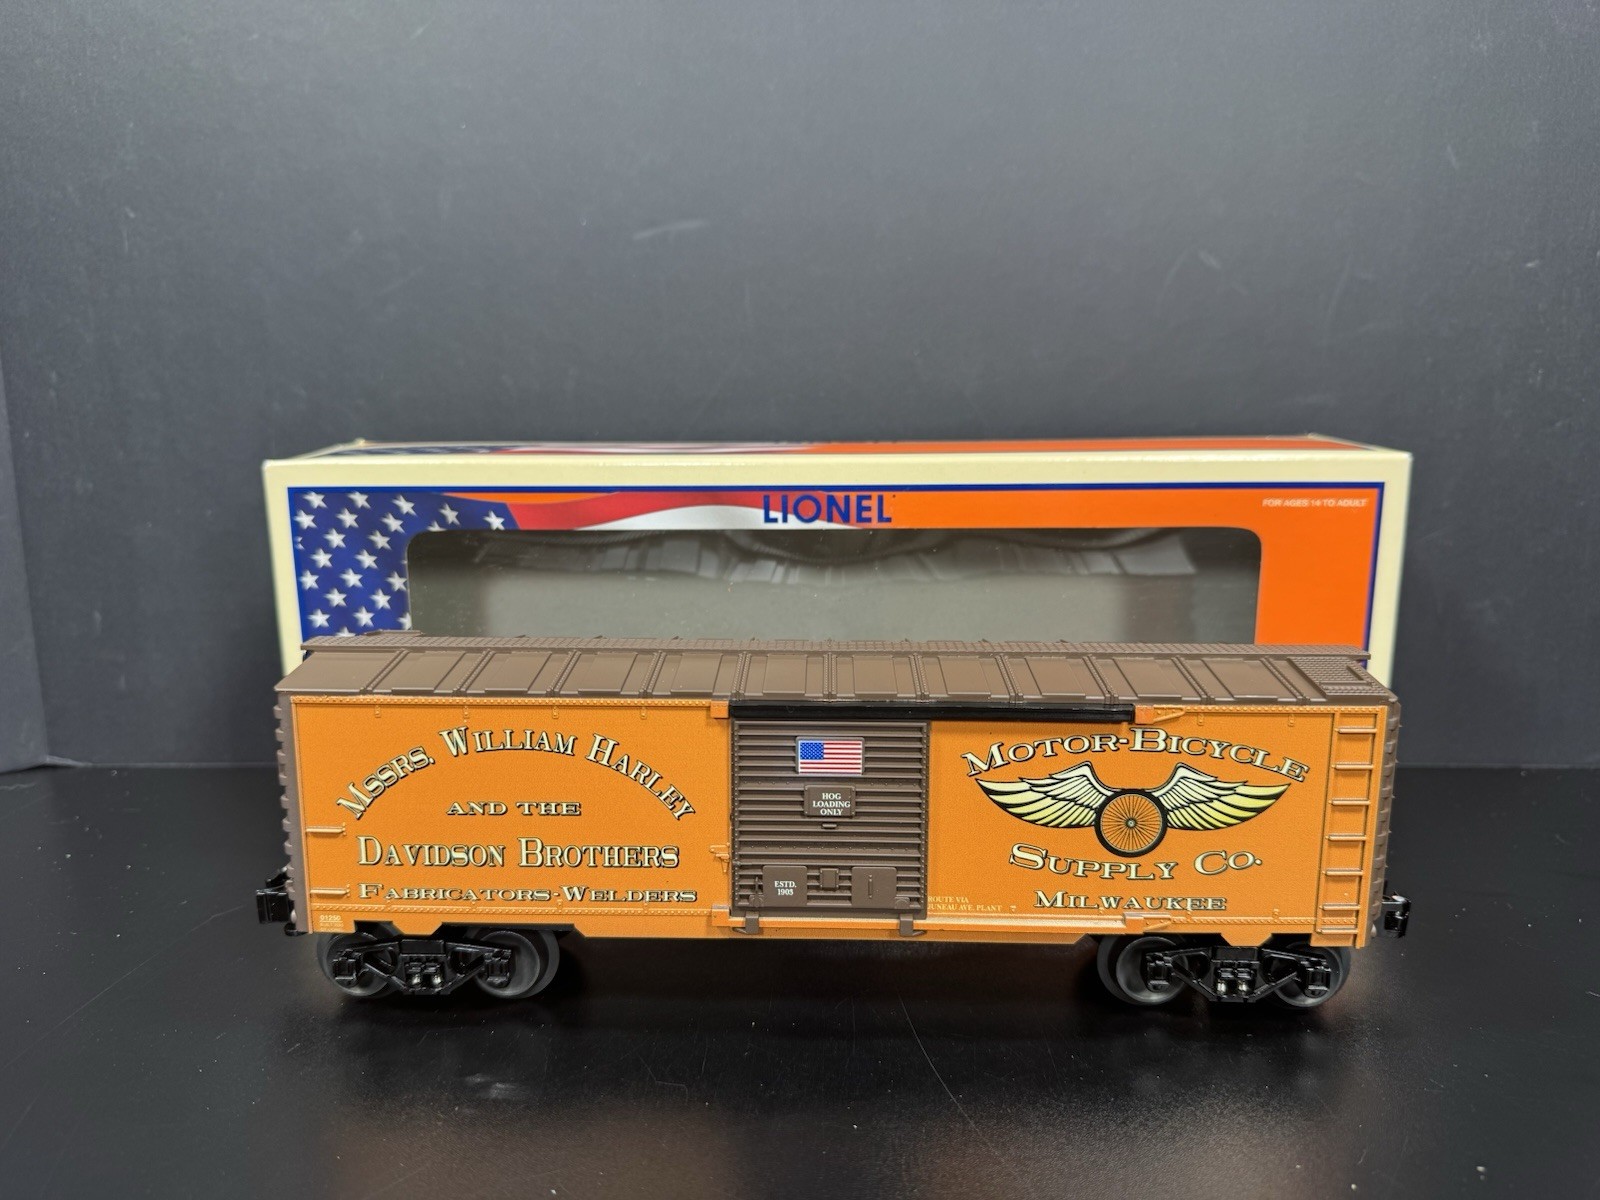 LIONEL
FOR AGES 14 TO ADULT
MSSRS. WILLIAM HARLEY
AND THE
DAVIDSON BROTHERS
FABRICATORS-WELDERS
HOG
LOADING
ONLY
ESTD.
1903
MOTOR-BICYCLE
SUPPLY CO.
MILWAUKEE
ROUTE VIA
JUNEAU AVE. PLANT